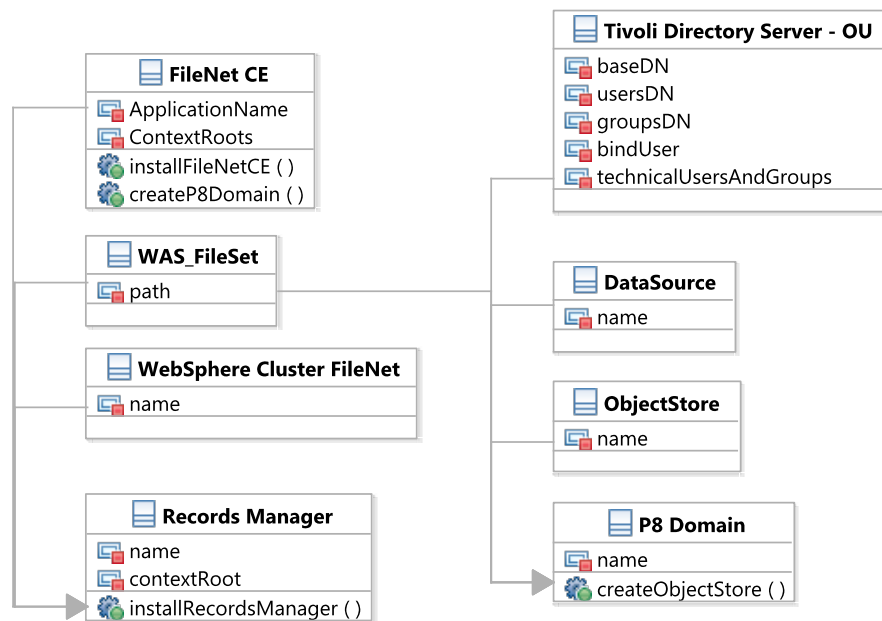 FileNet CE
ApplicationName
ContextRoots
installFileNetCE ( )
createP8Domain ( )
WAS_FileSet
path
WebSphere Cluster FileNet
name
Records Manager
name
contextRoot
installRecordsManager ( )
Tivoli Directory Server - OU
baseDN
usersDN
groupsDN
bindUser
technicalUsersAndGroups
DataSource
name
ObjectStore
name
P8 Domain
name
createObjectStore ( )